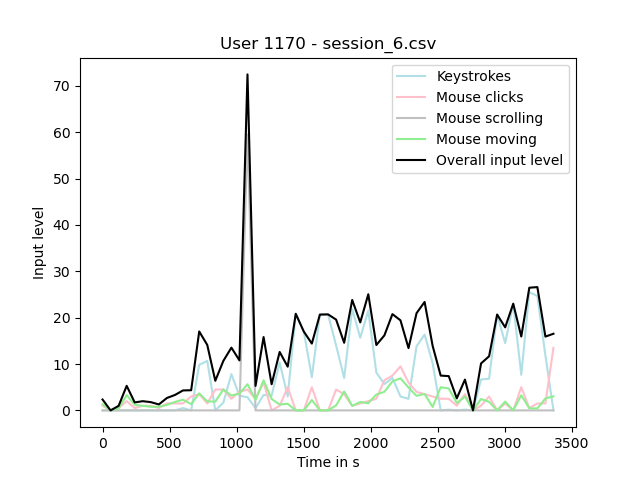 User 1170 - session_6.csv
Keystrokes
Mouse clicks
Mouse scrolling
Mouse moving
Overall input level
Input level
70
60
50
40
30
20
10
0
0 500 1000 1500 2000 2500 3000 3500
Time in s